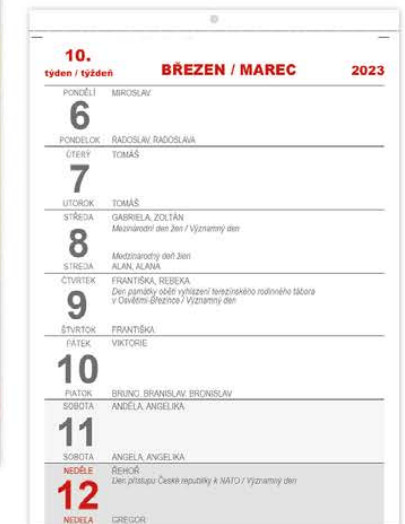 10.
týden / týždeň
BŘEZEN / MAREC
2023
PONDĚLÍ
MIROSLAV
6
PONDELOK
RADOSLAV, RADOSLAVA
ÚTERÝ
TOMÁŠ
7
UTOROK
TOMÁŠ
STŘEDA
GABRIELA, ZOLTÁN
Mezinárodní den žen / Významný den
8
Medzinárodný deň žien
STREDA
ALAN, ALANA
ČTVRTEK
FRANTIŠKA, REBEKA
Den památky obětí vyhlazení terezínského rodinného tábora
v Osvětimi-Březince / Významný den
9
ŠTVRTOK
FRANTIŠKA
PÁTEK
VIKTORIE
10
PIATOK
BRUNO, BRANISLAV, BRONISLAV
SOBOTA
ANDĚLA, ANGELIKA
11
SOBOTA
ANGELA, ANGELIKA
NEDĚLE
ŘEHOŘ
Den přístupu České republiky k NATO / Významný den
12
NEDEĽA
GREGOR